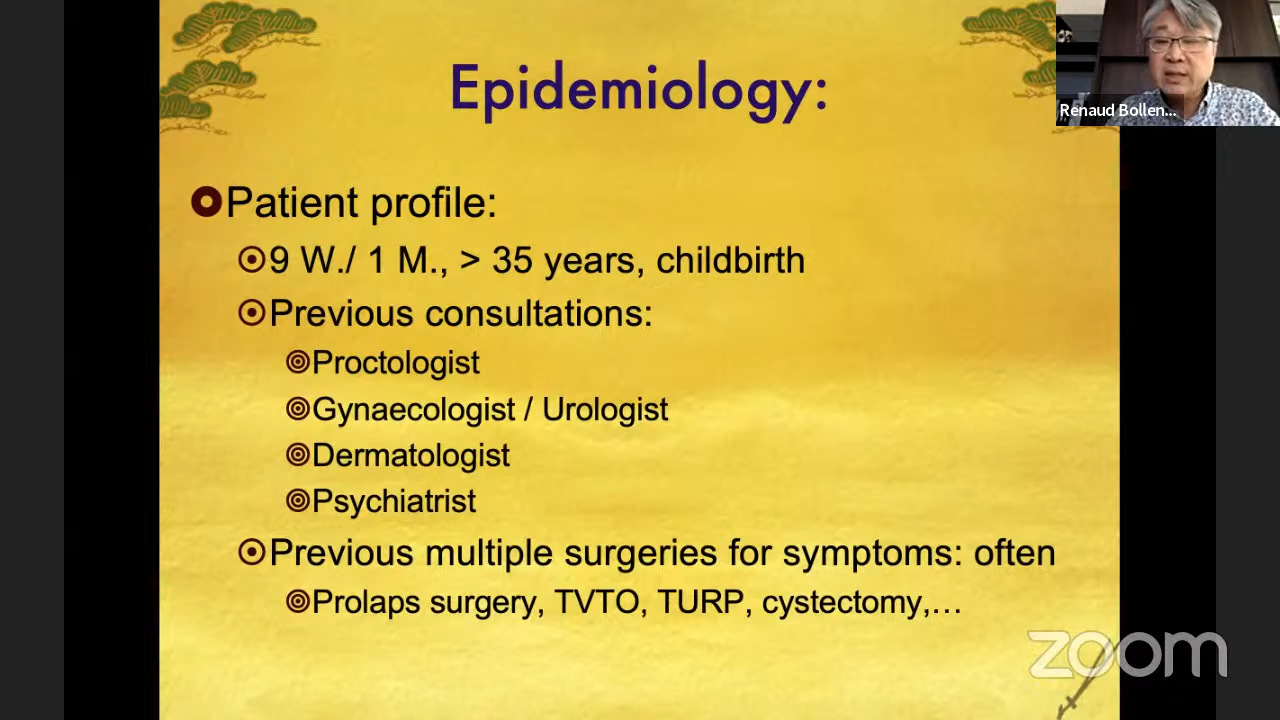 Epidemiology:
Renaud Bollen...
Patient profile:
9 W./ 1 M., > 35 years, childbirth
Previous consultations:
Proctologist
Gynaecologist / Urologist
Dermatologist
Psychiatrist
Previous multiple surgeries for symptoms: often
Prolaps surgery, TVTO, TURP, cystectomy,...
zoom